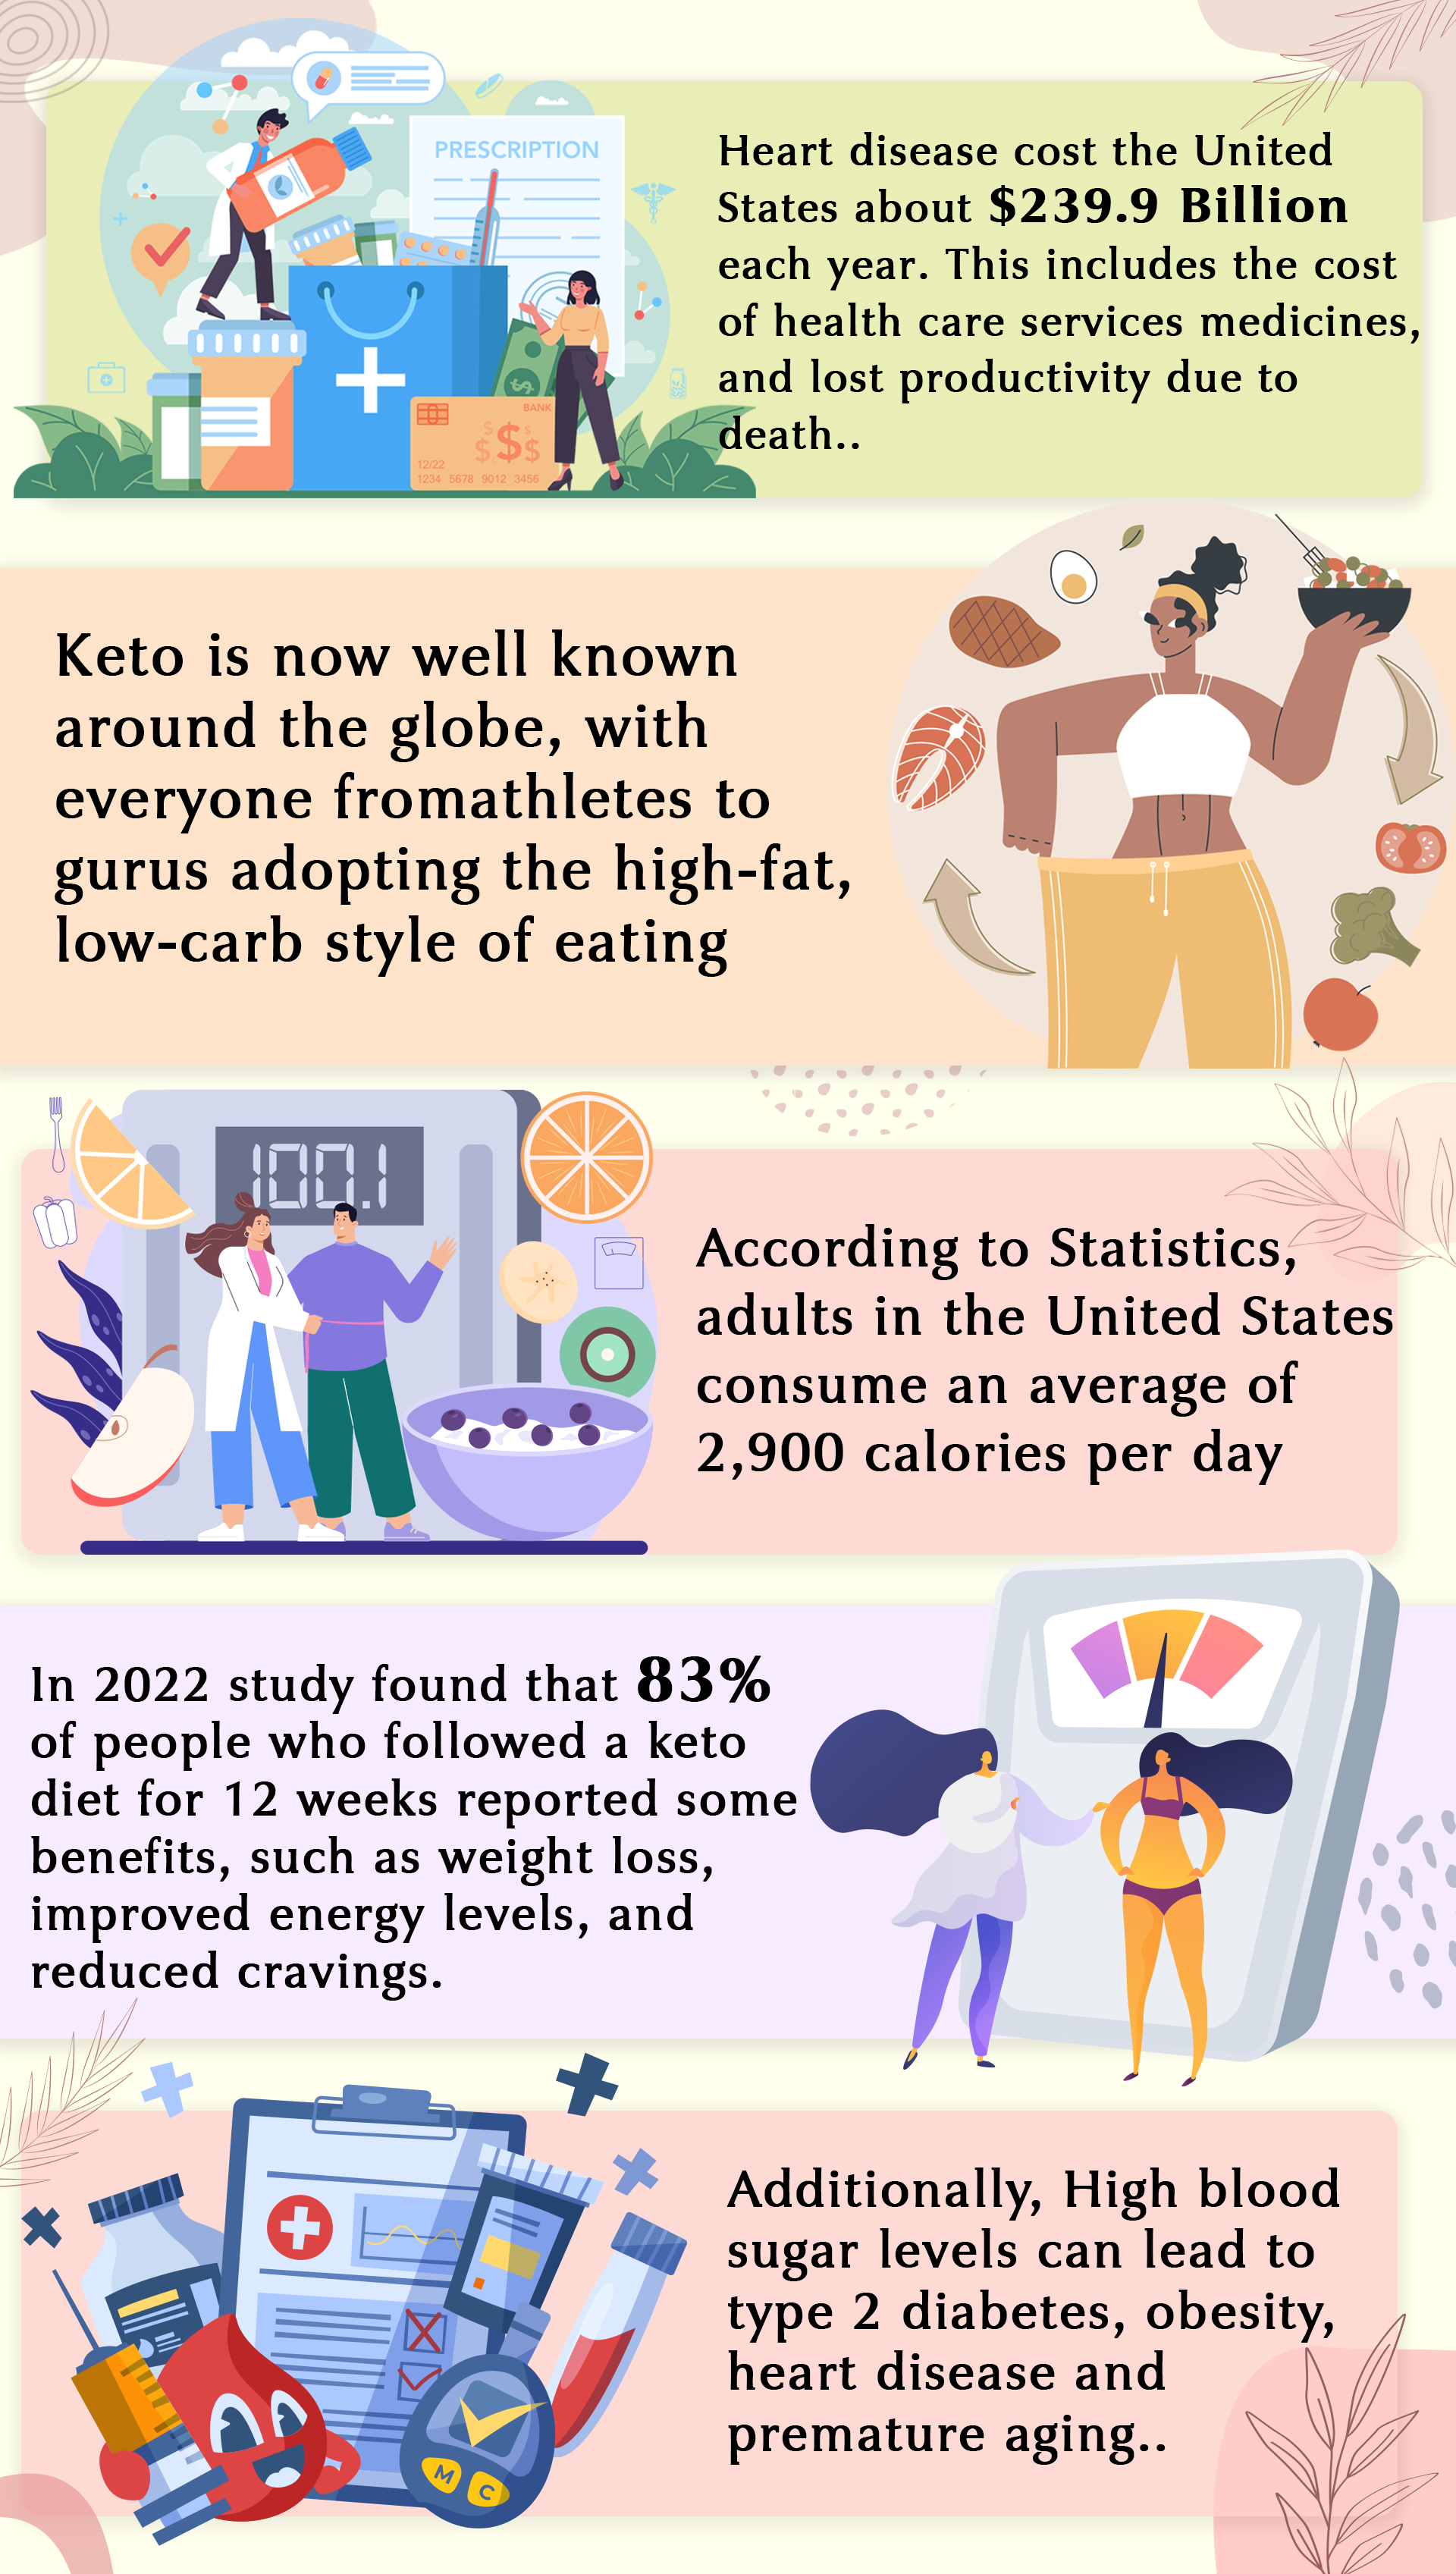 PRESCRIPTION
BANK
$ $ $ $ $
$
12/22
1234 5678 9012 3456
Heart disease cost the United
States about $239.9 Billion
each year. This includes the cost
of health care services medicines,
and lost productivity due to
death..
Keto is now well known
around the globe, with
everyone fromathletes to
gurus adopting the high-fat,
low-carb style of eating
100.1
According to Statistics,
adults in the United States
consume an average of
2,900 calories per day
In 2022 study found that 83%
of people who followed a keto
diet for 12 weeks reported some
benefits, such as weight loss,
improved energy levels, and
reduced cravings.
Additionally, High blood
sugar levels can lead to
type 2 diabetes, obesity,
heart disease and
premature aging..
M C